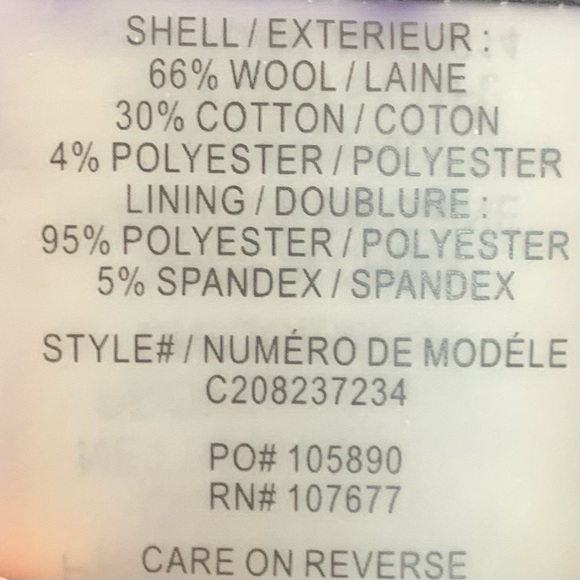 SHELL / EXTERIEUR :
66% WOOL / LAINE
30% COTTON / COTON
4% POLYESTER / POLYESTER
LINING / DOUBLURE :
95% POLYESTER / POLYESTER
5% SPANDEX / SPANDEX
STYLE# / NUMÉRO DE MODÉLE
C208237234
PO# 105890
RN# 107677
CARE ON REVERSE